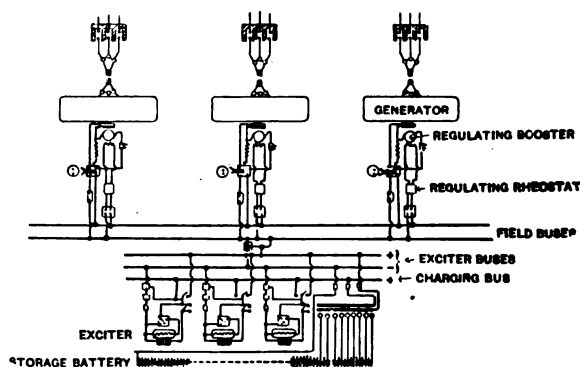 GENERATOR
REGULATING BOOSTER
REGULATING RHEOSTAT
FIELD BUSES
+
EXCITER BUSES
-
+
CHARGING BUS
EXCITER
STORAGE BATTERY